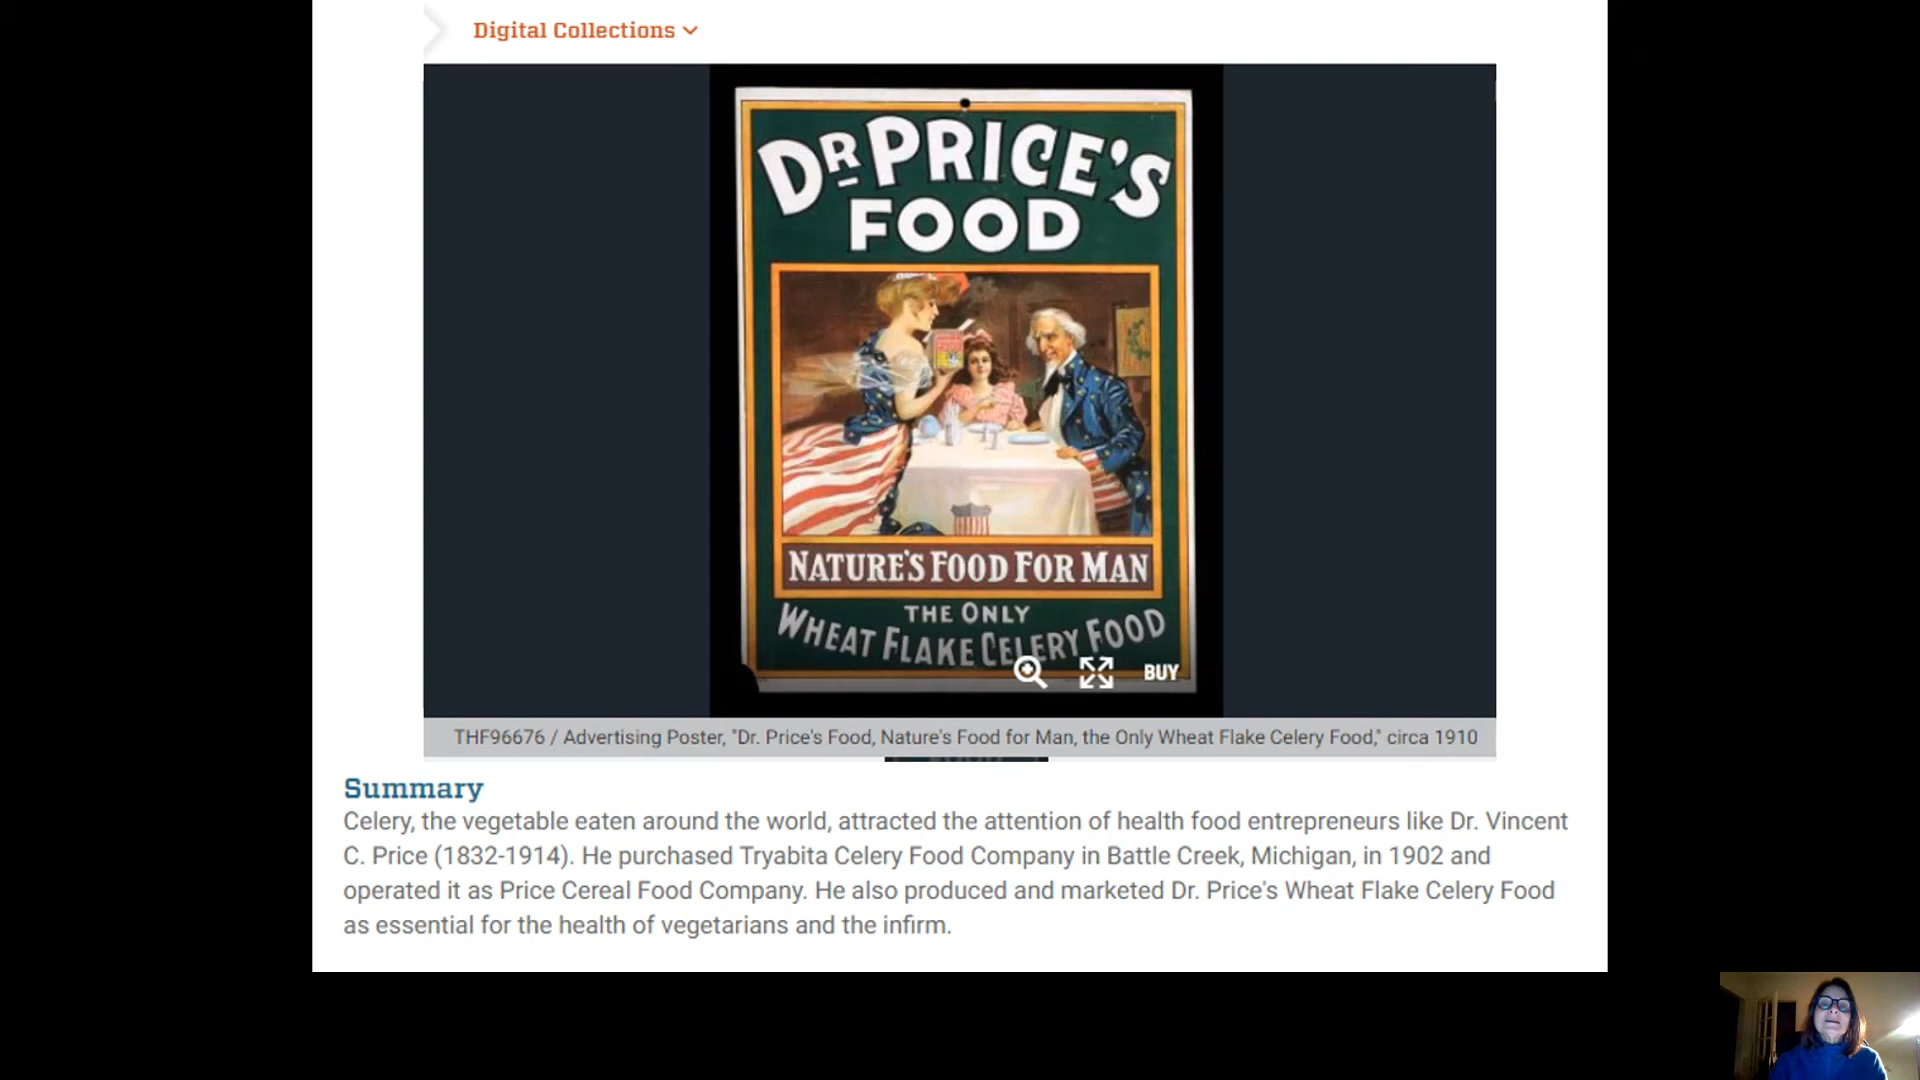 Digital Collections
DR PRICE'S
FOOD
NATURE'S FOOD FOR MAN
THE ONLY
WHEAT FLAKE CELERY FOOD
BUY
THF96676 / Advertising Poster, "Dr. Price's Food, Nature's Food for Man, the Only Wheat Flake Celery Food," circa 1910
Summary
Celery, the vegetable eaten around the world, attracted the attention of health food entrepreneurs like Dr. Vincent
C. Price (1832-1914). He purchased Tryabita Celery Food Company in Battle Creek, Michigan, in 1902 and
operated it as Price Cereal Food Company. He also produced and marketed Dr. Price's Wheat Flake Celery Food
as essential for the health of vegetarians and the infirm.